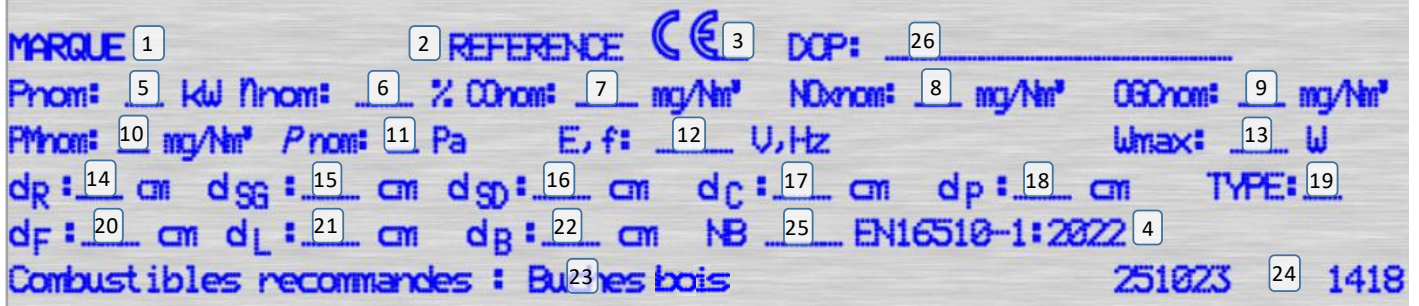 MARQUE 1 2 REFERENCE CE 3 DOP: 26
Pnom: 5 kW ηnom: 6 % COnom: 7 mg/Nm³ NOxnom: 8 mg/Nm³ OGCnom: 9 mg/Nm³
PMnom: 10 mg/Nm³ Pnom: 11 Pa E,f: 12 V,Hz Wmax: 13 W
dR: 14 cm dSG: 15 cm dSD: 16 cm dC: 17 cm dP: 18 cm TYPE: 19
dF: 20 cm dL: 21 cm dB: 22 cm NB 25 EN16510-1:2022 4
Combustibles recommandes : 23 bois 251023 24 1418